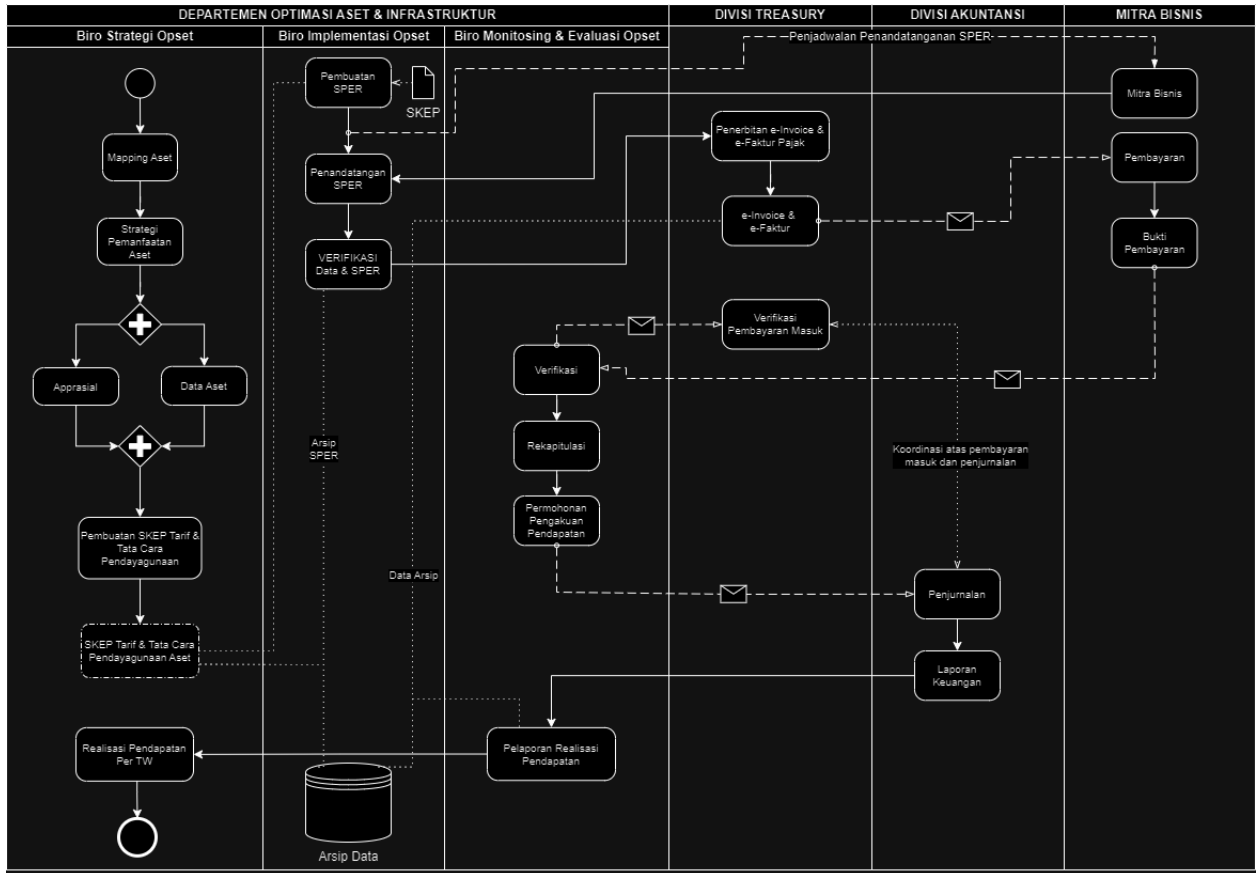 DEPARTEMEN OPTIMASI ASET & INFRASTRUKTUR
DIVISI TREASURY
DIVISI AKUNTANSI
MITRA BISNIS
Biro Strategi Opset
Biro Implementasi Opset
Biro Monitosing & Evaluasi Opset
Mapping Aset
Strategi
Pemanfaatan
Aset
Apprasial
Data Aset
Pembuatan SKEP Tarif &
Tata Cara
Pendayagunaan
SKEP Tarif & Tata Cara
Pendayagunaan Aset
Realisasi Pendapatan
Per TW
Pembuatan
SPER
SKEP
Penandatangan
SPER
VERIFIKASI
Data & SPER
Arsip
SPER
Data Arsip
Arsip Data
Verifikasi
Rekapitulasi
Permohonan
Pengakuan
Pendapatan
Pelaporan Realisasi
Pendapatan
Penjadwalan Penandatanganan SPER
Penerbitan e-Invoice &
e-Faktur Pajak
e-Invoice &
e-Faktur
Verifikasi
Pembayaran Masuk
Koordinasi atas pembayaran
masuk dan penjurnalan
Penjurnalan
Laporan
Keuangan
Mitra Bisnis
Pembayaran
Bukti
Pembayaran